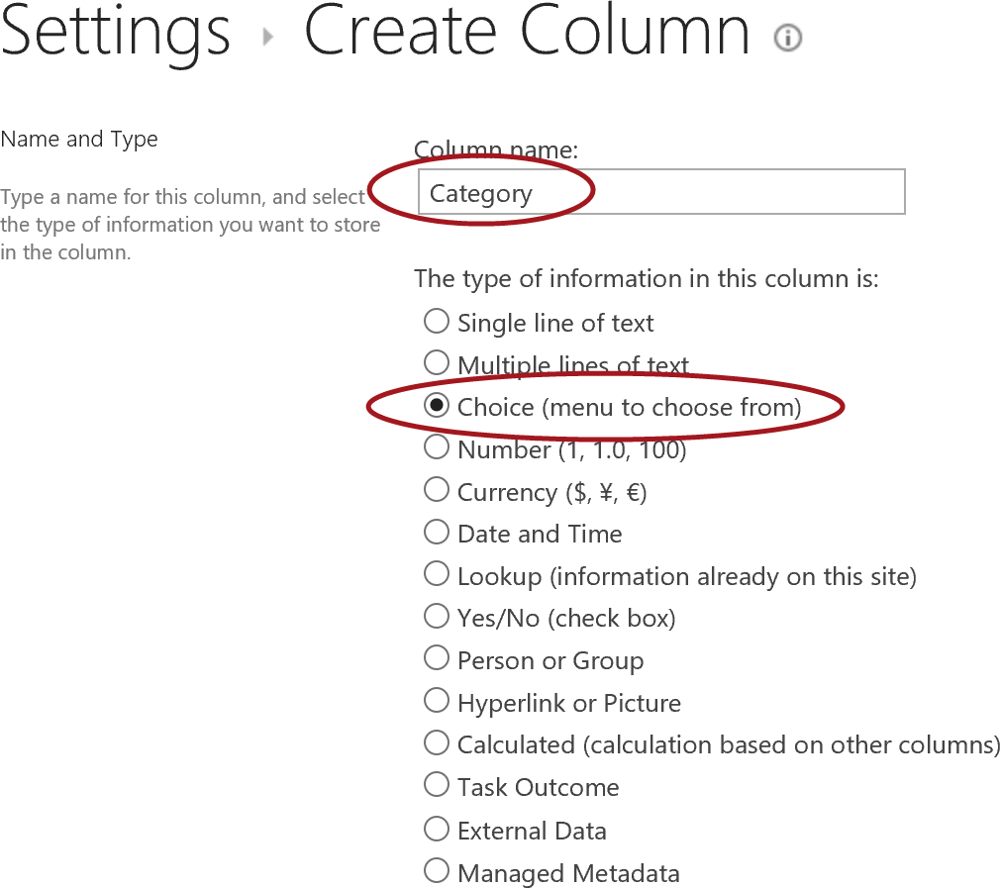 Settings Create Column
Name and Type
Type a name for this column, and select
the type of information you want to store
in the column.
Column name:
Category
The type of information in this column is:
Single line of text
Multiple lines of text
Choice (menu to choose from)
Number (1, 1.0, 100)
Currency ($, ¥, €)
Date and Time
Lookup (information already on this site)
Yes/No (check box)
Person or Group
Hyperlink or Picture
Calculated (calculation based on other columns)
Task Outcome
External Data
Managed Metadata